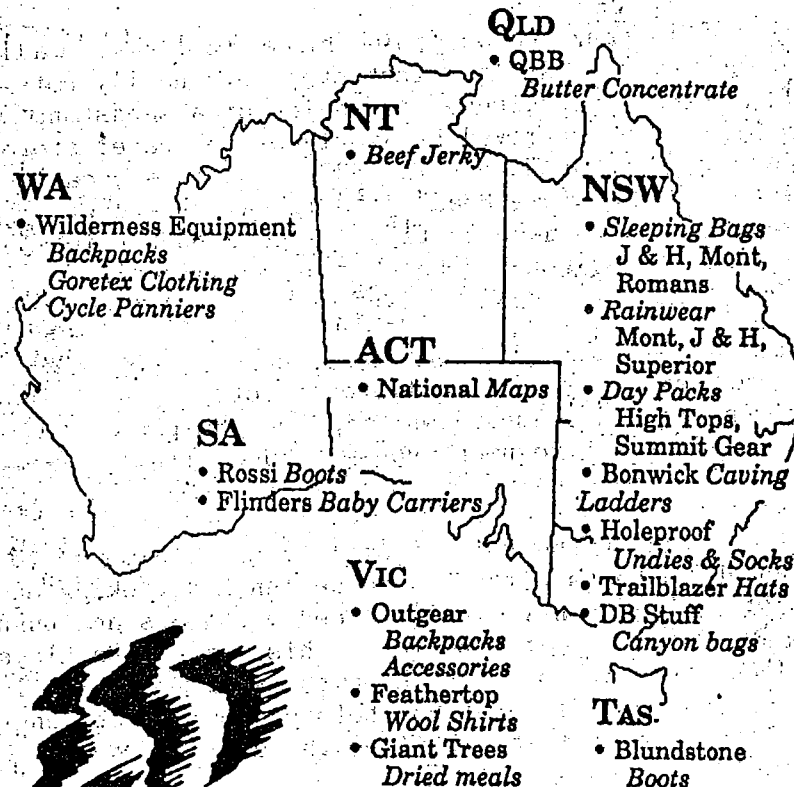 QLD
• QBB
Butter Concentrate
NT
• Beef Jerky
WA
• Wilderness Equipment
Backpacks
Goretex Clothing
Cycle Panniers
NSW
• Sleeping Bags
J & H, Mont,
Romans
• Rainwear
Mont, J & H,
Superior
• Day Packs
High Tops,
Summit Gear
• Bonwick Caving
Ladders
• Holeproof
Undies & Socks
• Trailblazer Hats
• DB Stuff
Canyon bags
ACT
• National Maps
SA
• Rossi Boots
• Flinders Baby Carriers
VIC
• Outgear
Backpacks
Accessories
• Feathertop
Wool Shirts
• Giant Trees
Dried meals
TAS
• Blundstone
Boots